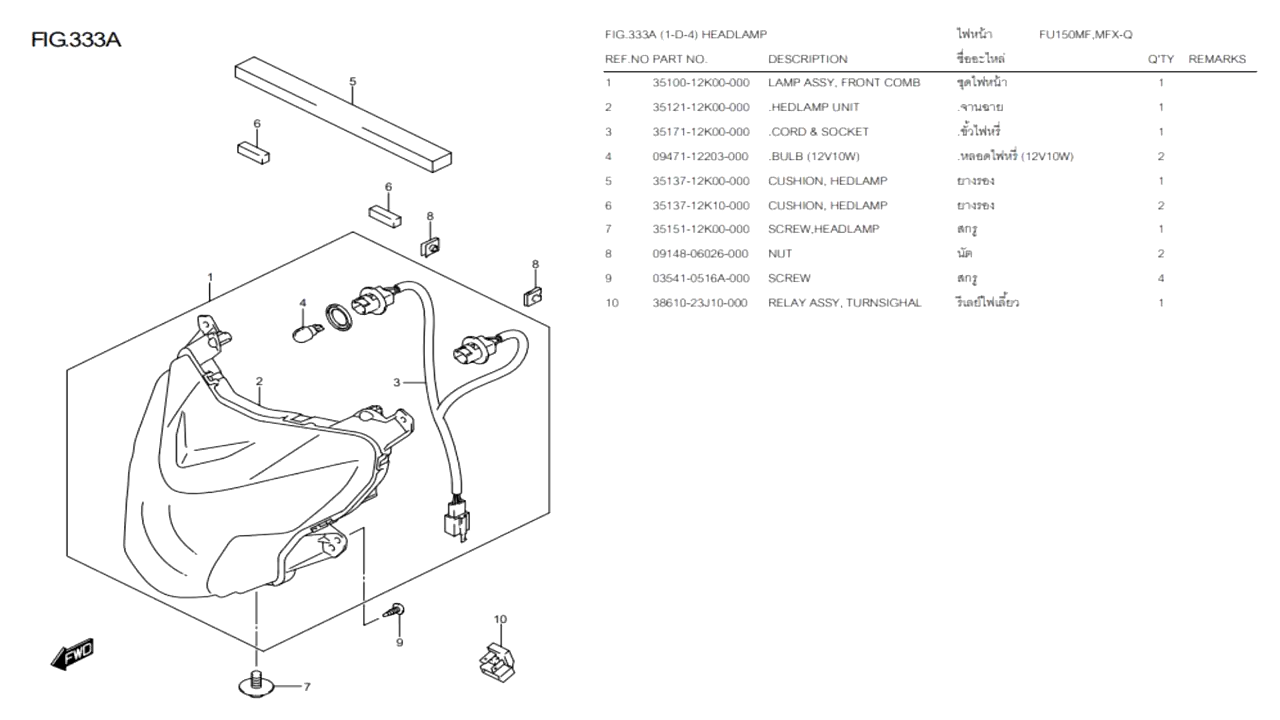 FIG.333A
FIG.333A (1-D-4) HEADLAMP ไฟหน้า FU150MF,MFX-Q
REF.NO PART NO. DESCRIPTION ชื่ออะไหล่ Q'TY REMARKS
1 35100-12K00-000 LAMP ASSY, FRONT COMB ชุดไฟหน้า 1
2 35121-12K00-000 .HEDLAMP UNIT .จานฉาย 1
3 35171-12K00-000 .CORD & SOCKET .ขั้วไฟหรี่ 1
4 09471-12203-000 .BULB (12V10W) .หลอดไฟหรี่ (12V10W) 2
5 35137-12K00-000 CUSHION, HEDLAMP ยางรอง 1
6 35137-12K10-000 CUSHION, HEDLAMP ยางรอง 2
7 35151-12K00-000 SCREW,HEADLAMP สกรู 1
8 09148-06026-000 NUT นัต 2
9 03541-0516A-000 SCREW สกรู 4
10 38610-23J10-000 RELAY ASSY, TURNSIGHAL รีเลย์ไฟเลี้ยว 1
5
6
6
8
8
1
4
3
2
9
10
7
FWD